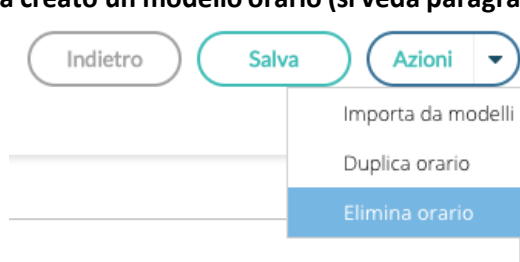 creato un modello orario (si veda paragra
Indietro Salva Azioni
Importa da modelli
Duplica orario
Elimina orario